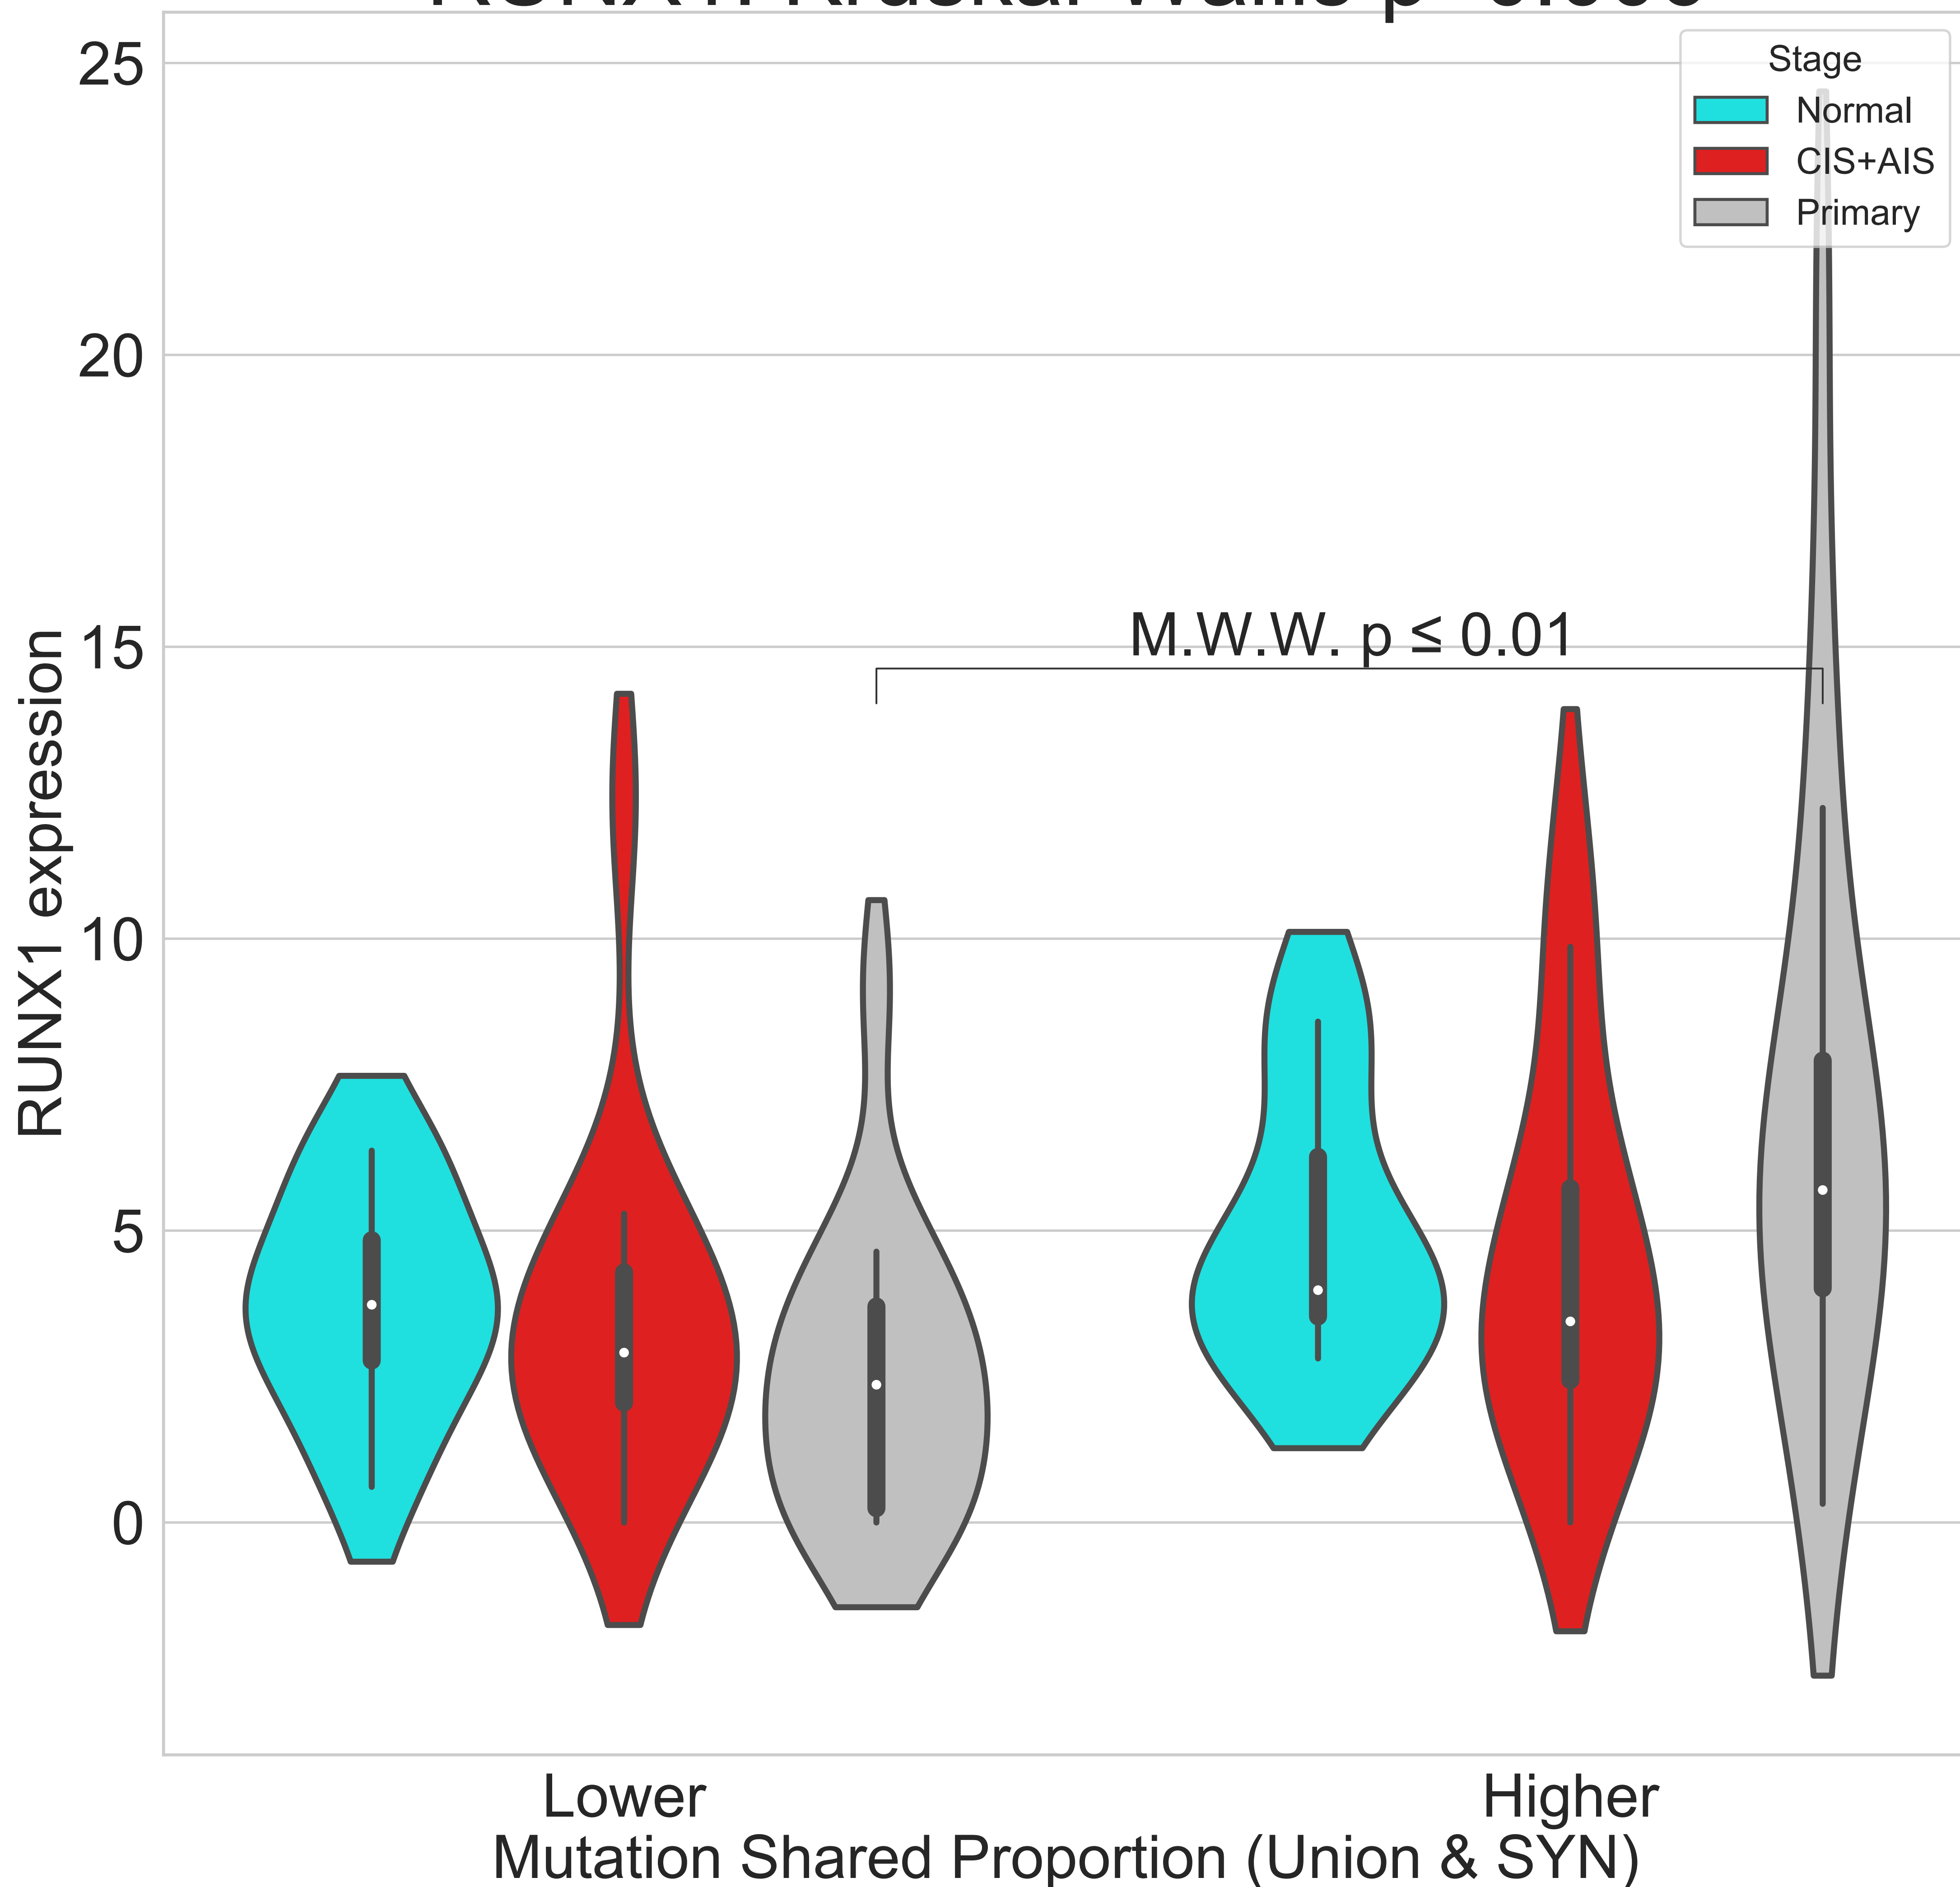 25
Stage
Normal
CIS+AIS
Primary
20
15
M.W.W. p ≤ 0.01
10
5
0
RUNX1 expression
Lower
Higher
Mutation Shared Proportion (Union & SYN)